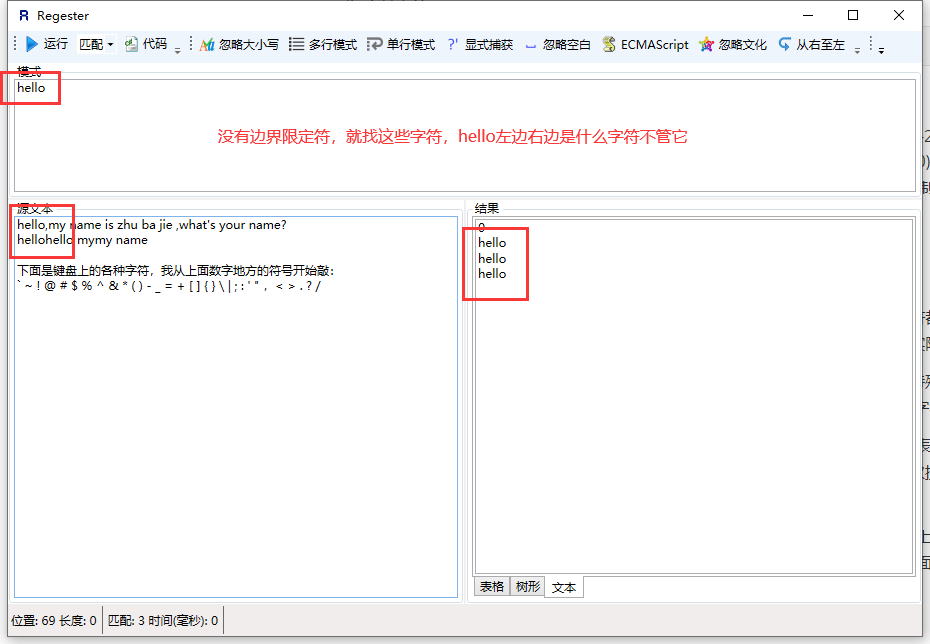 Regester
运行 匹配 代码 忽略大小写 多行模式 单行模式 显式捕获 忽略空白 ECMAScript 忽略文化 从右至左
模式
hello
没有边界限定符，就找这些字符，hello左边右边是什么字符不管它
源文本
hello,my name is zhu ba jie ,what's your name?
hellohello mymy name
下面是键盘上的各种字符，我从上面数字地方的符号开始敲：
` ~ ! @ # $ % ^ & * ( ) - _ = + [ ] { } \ | ; : ' " , < > . ? /
结果
0
hello
hello
hello
表格 树形 文本
位置: 69 长度: 0 匹配: 3 时间(毫秒): 0